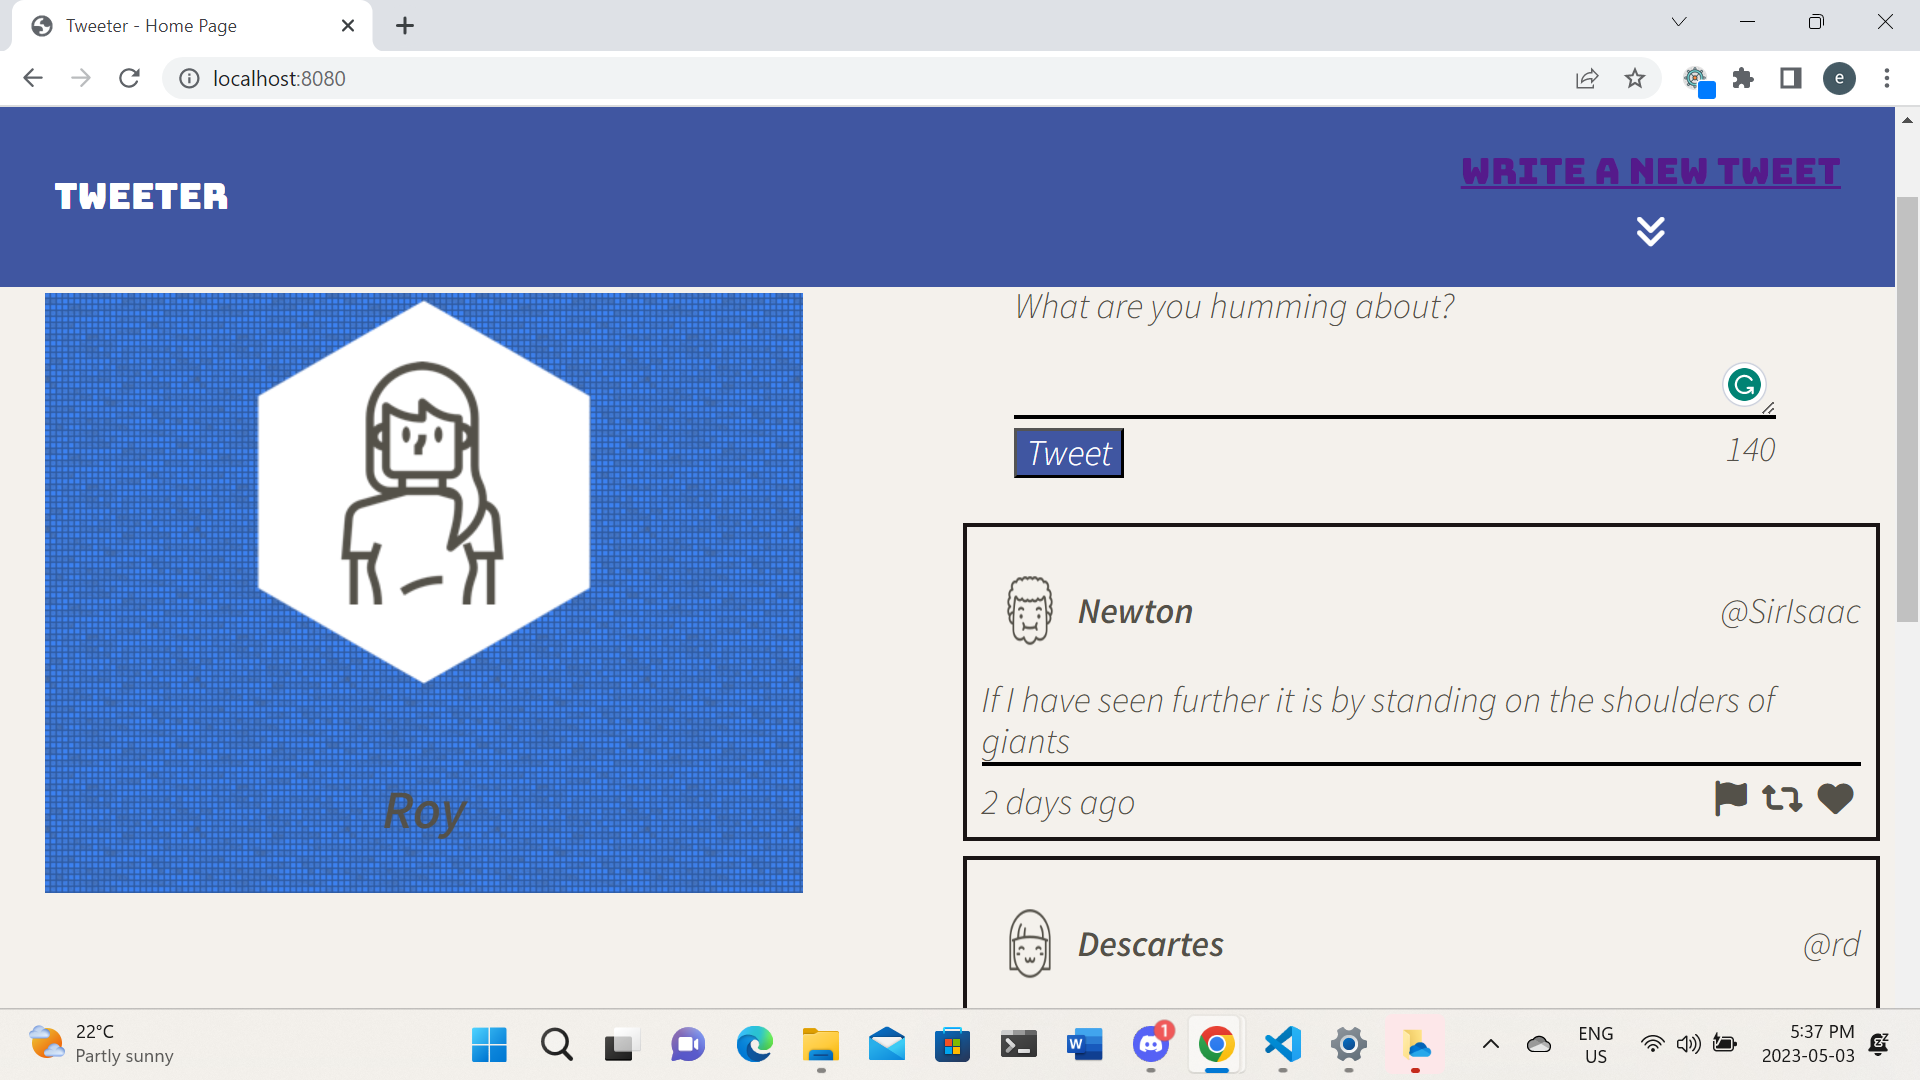 Tweeter - Home Page
localhost:8080
e
TWEETER
WRITE A NEW TWEET
What are you humming about?
Tweet
140
Roy
Newton
@SirIsaac
If I have seen further it is by standing on the shoulders of
giants
2 days ago
Descartes
@rd
22°C
Partly sunny
1
ENG
US
5:37 PM
2023-05-03